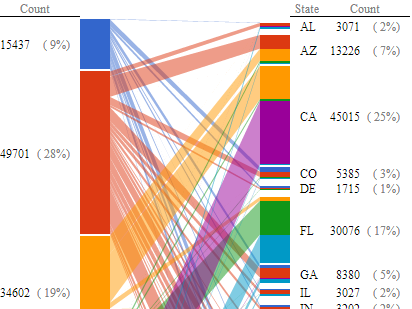 Count State Count
AL 3071 (2%)
15437 (9%)
AZ 13226 (7%)
CA 45015 (25%)
49701 (28%)
CO 5385 (3%)
DE 1715 (1%)
FL 30076 (17%)
GA 8380 (5%)
34602 (19%)
IL 3027 (2%)